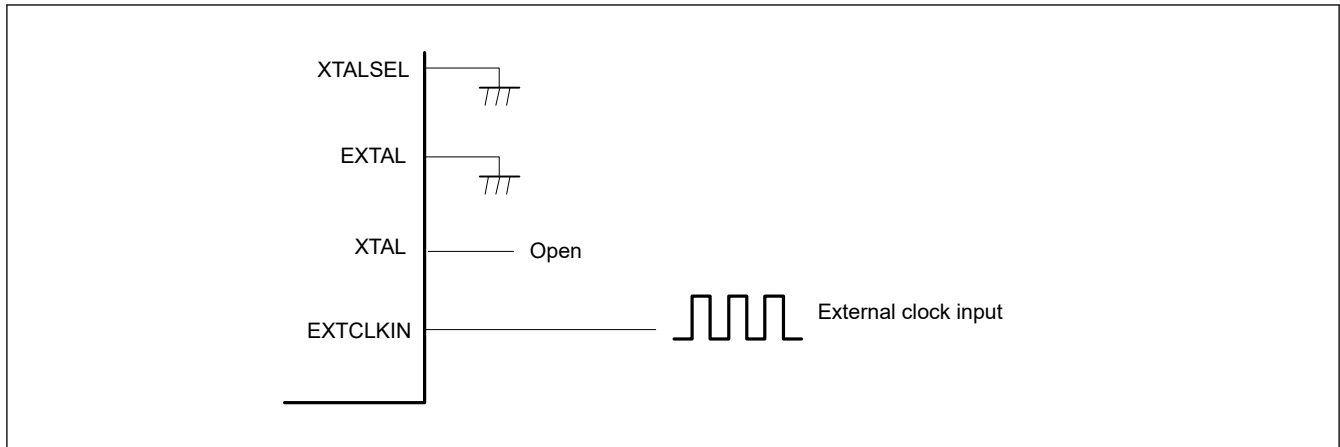 XTALSEL
EXTAL
XTAL
Open
EXTCLKIN
External clock input